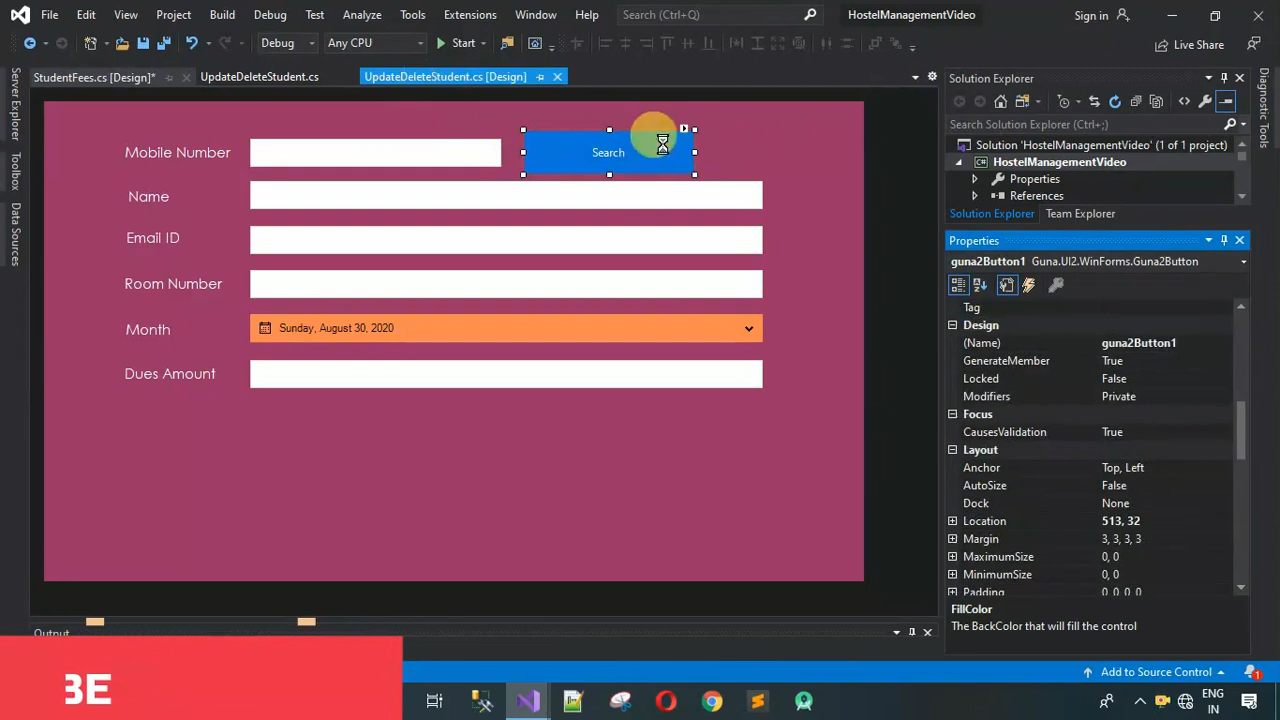 File Edit View Project Build Debug Test Analyze Tools Extensions Window Help Search (Ctrl+;) HostelManagementVideo Sign in
Debug Any CPU Start Live Share
StudentFees.cs [Design]* UpdateDeleteStudent.cs UpdateDeleteStudent.cs [Design]
Server Explorer
Toolbox
Data Sources
Mobile Number Search
Name
Email ID
Room Number
Month Sunday, August 30, 2020
Dues Amount
Output
Solution Explorer
Search Solution Explorer (Ctrl+;)
Solution 'HostelManagementVideo' (1 of 1 project)
HostelManagementVideo
Properties
References
Solution Explorer Team Explorer
Diagnostic Tools
Properties
guna2Button1 Guna.UI2.WinForms.Guna2Button
Tag
Design
(Name) guna2Button1
GenerateMember True
Locked False
Modifiers Private
Focus
CausesValidation True
Layout
Anchor Top, Left
AutoSize False
Dock None
Location 513, 32
Margin 3, 3, 3, 3
MaximumSize 0, 0
MinimumSize 0, 0
Padding 0, 0, 0, 0
FillColor
The BackColor that will fill the control
Add to Source Control 1
ENG
IN